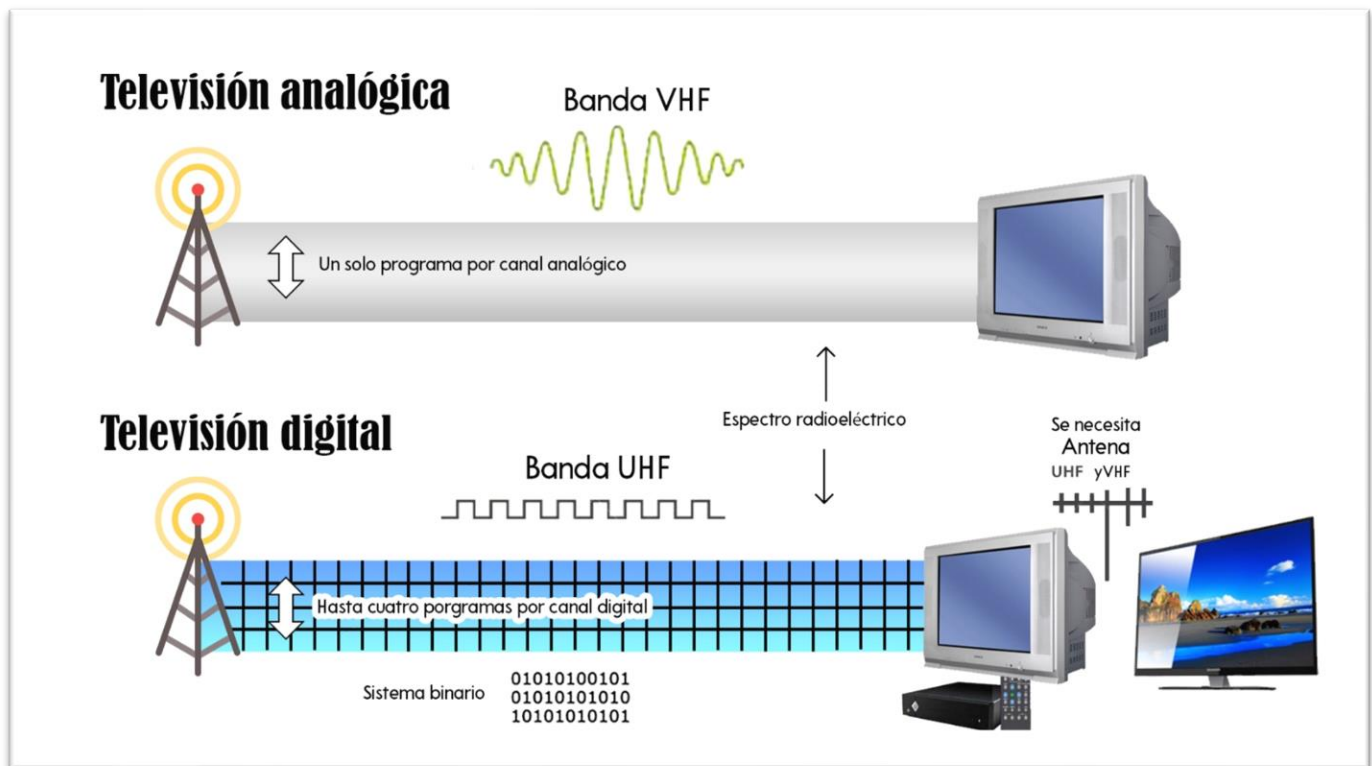 Televisión analógica
Banda VHF
Un solo programa por canal analógico
Espectro radioeléctrico
Televisión digital
Banda UHF
Se necesita
Antena
UHF yVHF
Hasta cuatro porgramas por canal digital
Sistema binario
01010100101
01010101010
10101010101